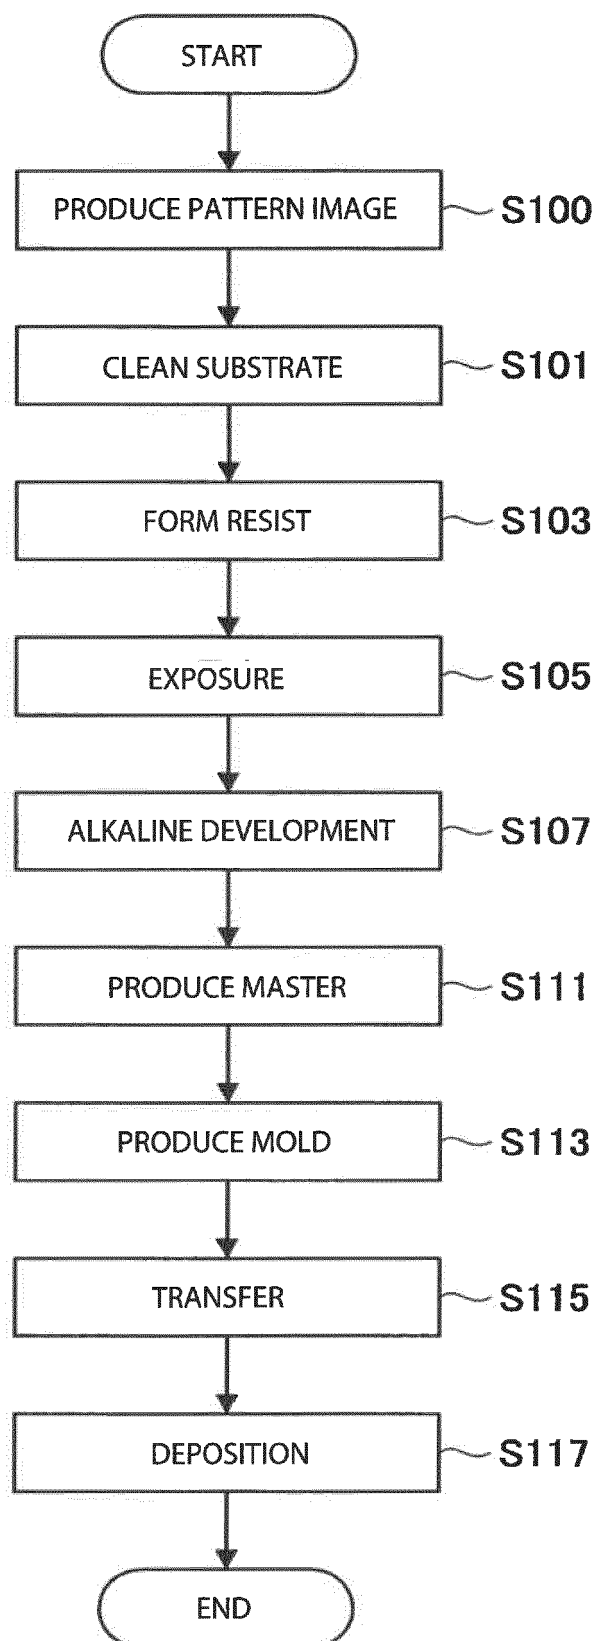 START
PRODUCE PATTERN IMAGE S100
CLEAN SUBSTRATE S101
FORM RESIST S103
EXPOSURE S105
ALKALINE DEVELOPMENT S107
PRODUCE MASTER S111
PRODUCE MOLD S113
TRANSFER S115
DEPOSITION S117
END